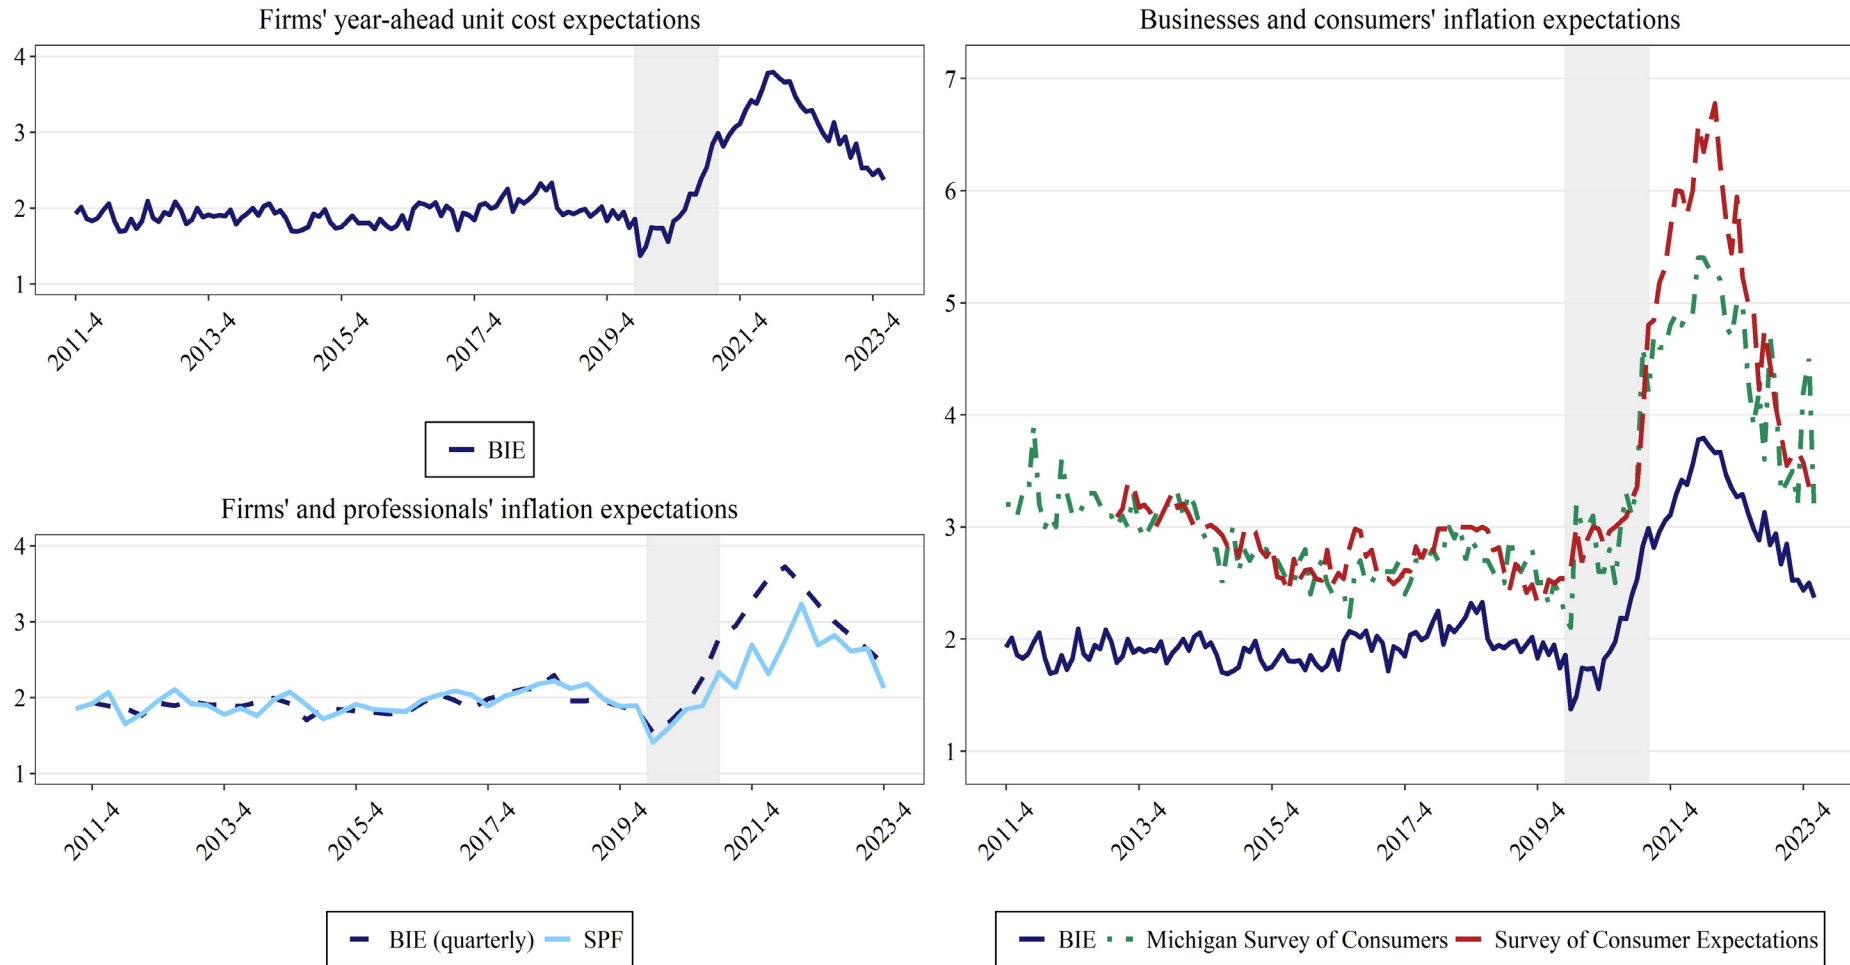 Firms' year-ahead unit cost expectations
4
3
2
1
2011-4 2013-4 2015-4 2017-4 2019-4 2021-4 2023-4
BIE
Firms' and professionals' inflation expectations
4
3
2
1
2011-4 2013-4 2015-4 2017-4 2019-4 2021-4 2023-4
BIE (quarterly) SPF
Businesses and consumers' inflation expectations
7
6
5
4
3
2
1
2011-4 2013-4 2015-4 2017-4 2019-4 2021-4 2023-4
BIE Michigan Survey of Consumers Survey of Consumer Expectations